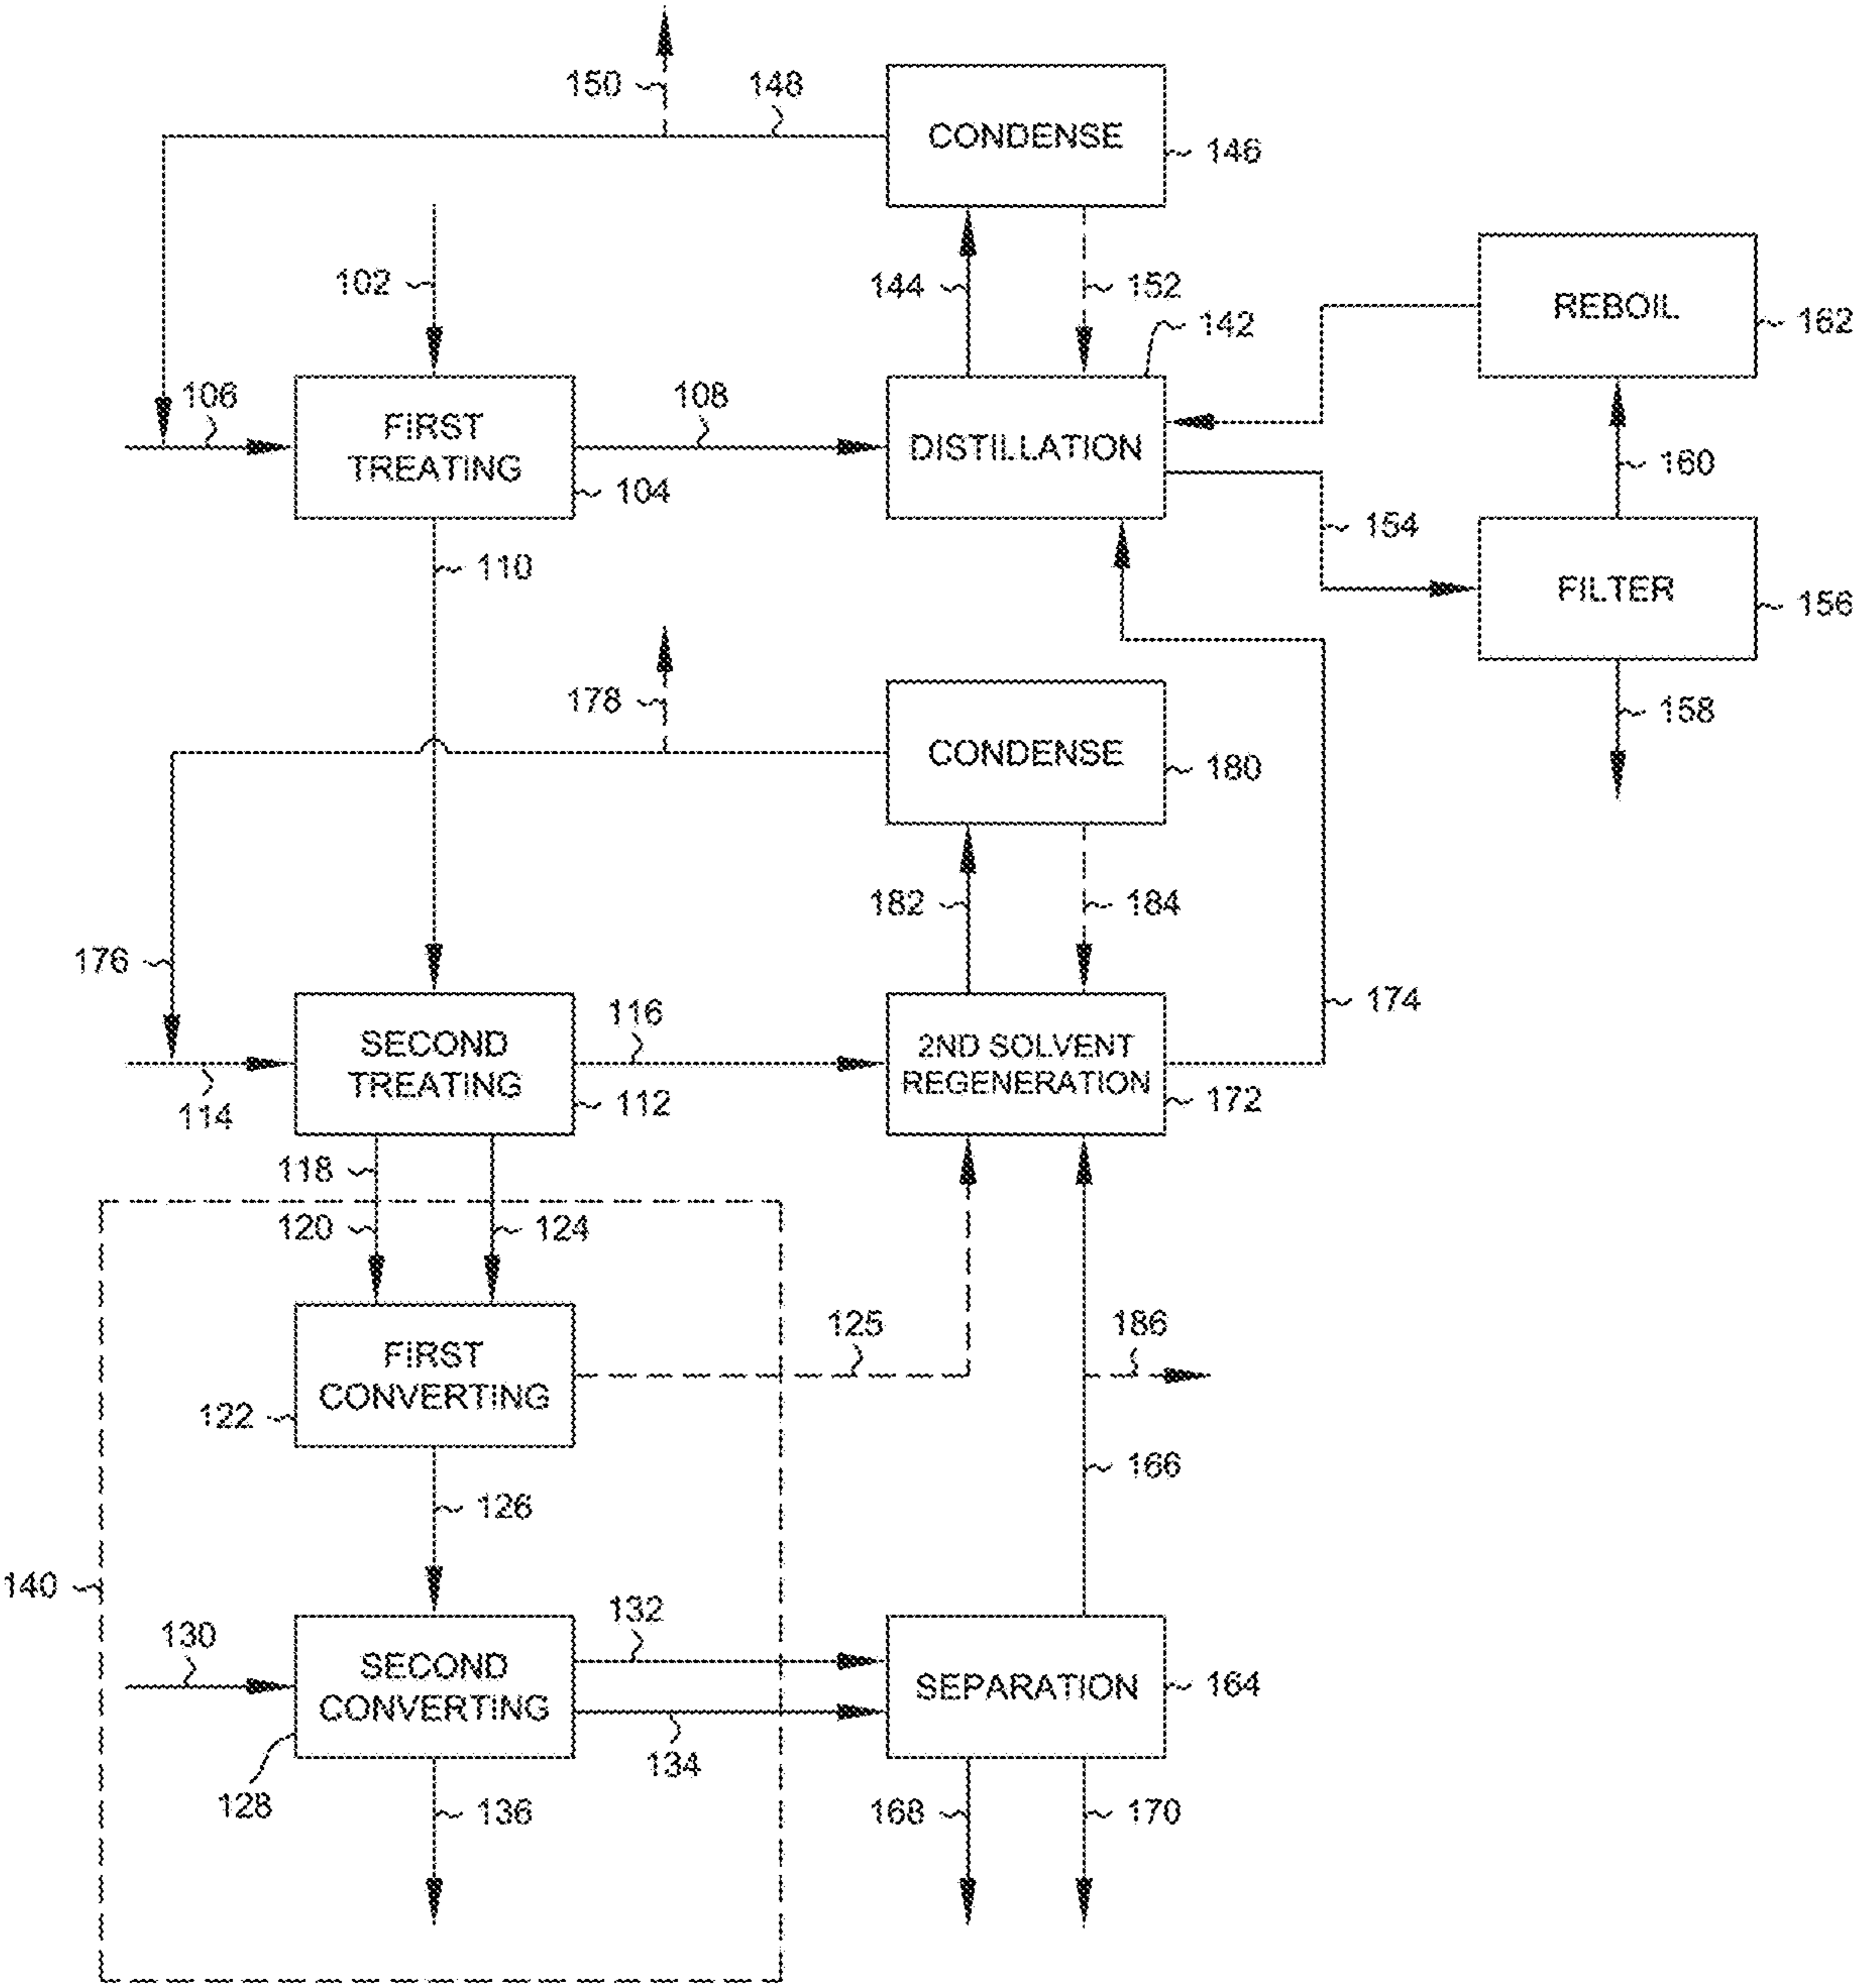 150
148
CONDENSE
146
102
144
152
142
REBOIL
162
106
FIRST
TREATING
104
108
DISTILLATION
160
154
110
FILTER
156
178
158
CONDENSE
180
182
184
176
174
SECOND
TREATING
112
116
2ND SOLVENT
REGENERATION
172
114
118
120
124
FIRST
CONVERTING
122
125
186
126
166
140
130
132
SECOND
CONVERTING
128
134
SEPARATION
164
136
168
170